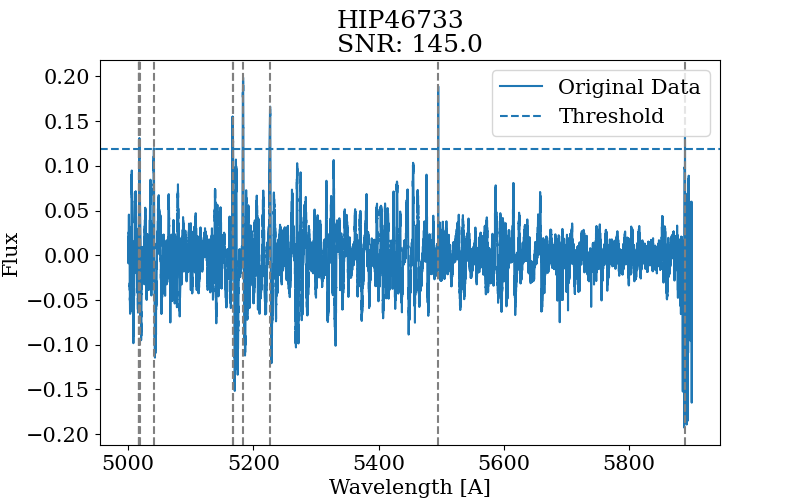 HIP46733
SNR: 145.0
Original Data
Threshold
0.20
0.15
0.10
0.05
0.00
−0.05
−0.10
−0.15
−0.20
Flux
5000 5200 5400 5600 5800
Wavelength [A]